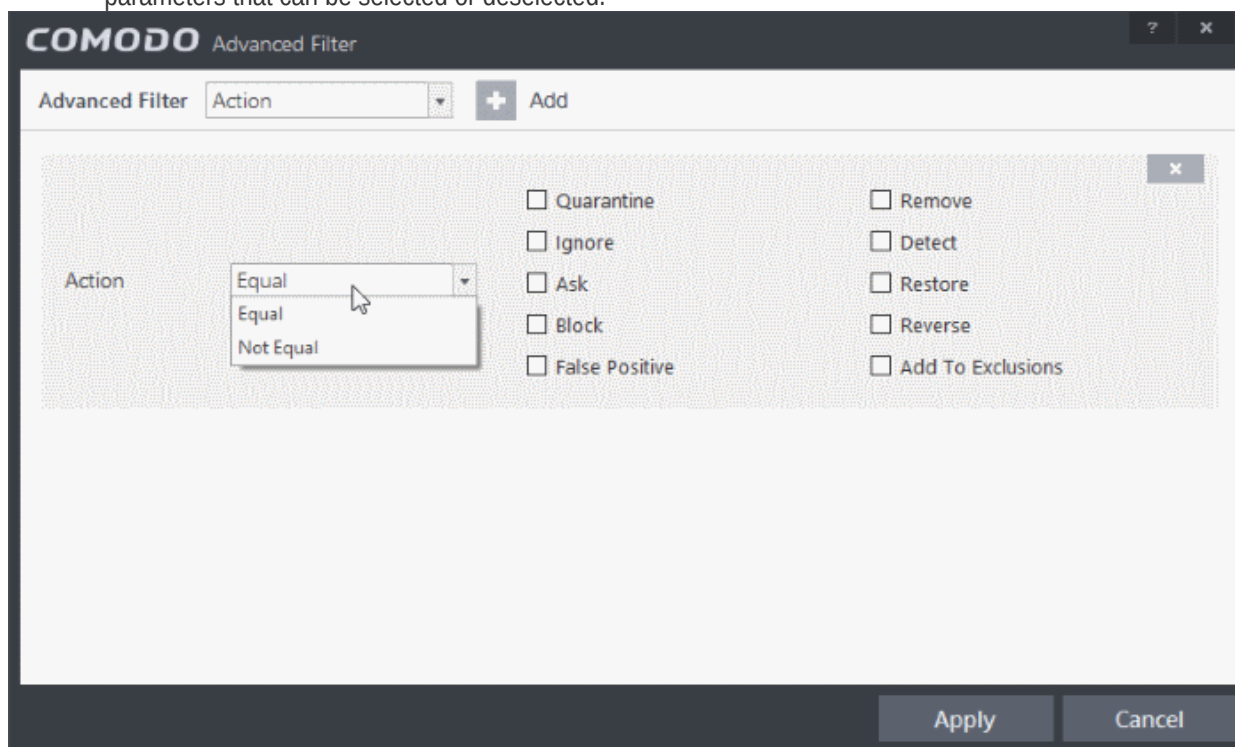 parameters that can be selected or deselected.
COMODO Advanced Filter ? x
Advanced Filter Action + Add
x
Quarantine Remove
Ignore Detect
Action Equal Ask Restore
Equal Block Reverse
Not Equal False Positive Add To Exclusions
Apply Cancel